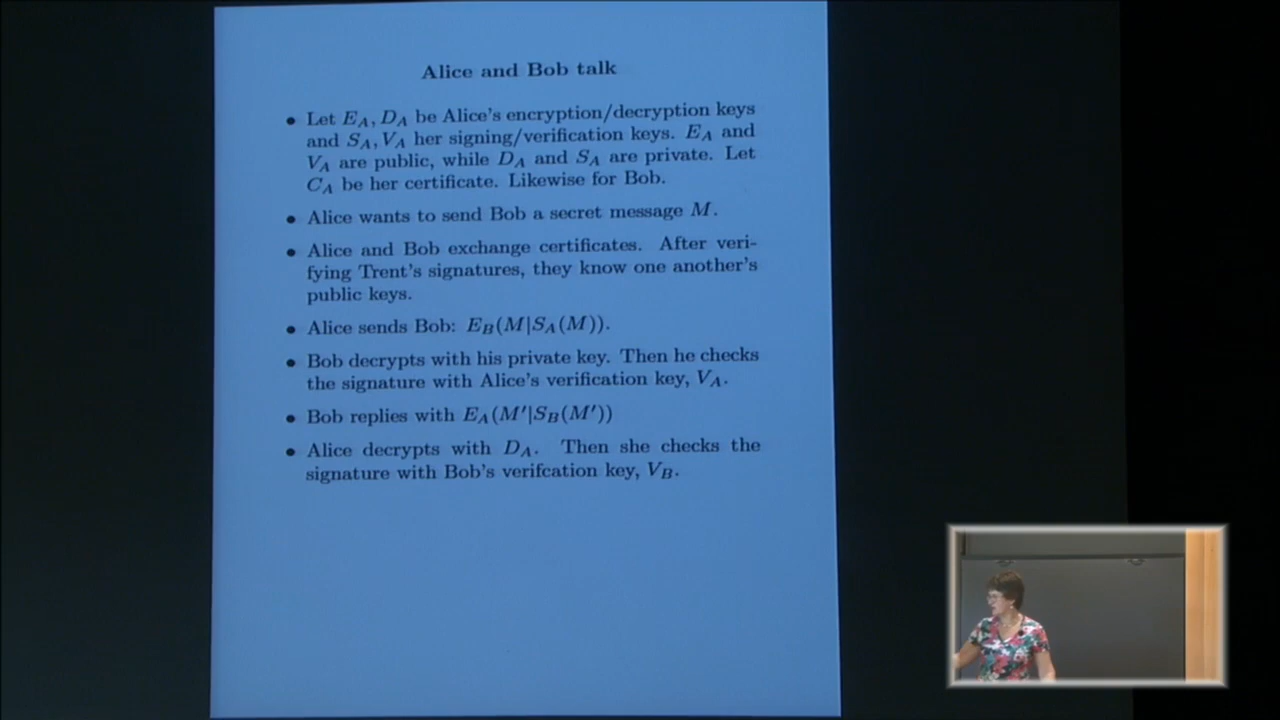 Alice and Bob talk
• Let E_A, D_A be Alice's encryption/decryption keys
and S_A, V_A her signing/verification keys. E_A and
V_A are public, while D_A and S_A are private. Let
C_A be her certificate. Likewise for Bob.
• Alice wants to send Bob a secret message M.
• Alice and Bob exchange certificates. After veri-
fying Trent's signatures, they know one another's
public keys.
• Alice sends Bob: E_B(M|S_A(M)).
• Bob decrypts with his private key. Then he checks
the signature with Alice's verification key, V_A.
• Bob replies with E_A(M′|S_B(M′))
• Alice decrypts with D_A. Then she checks the
signature with Bob's verifcation key, V_B.